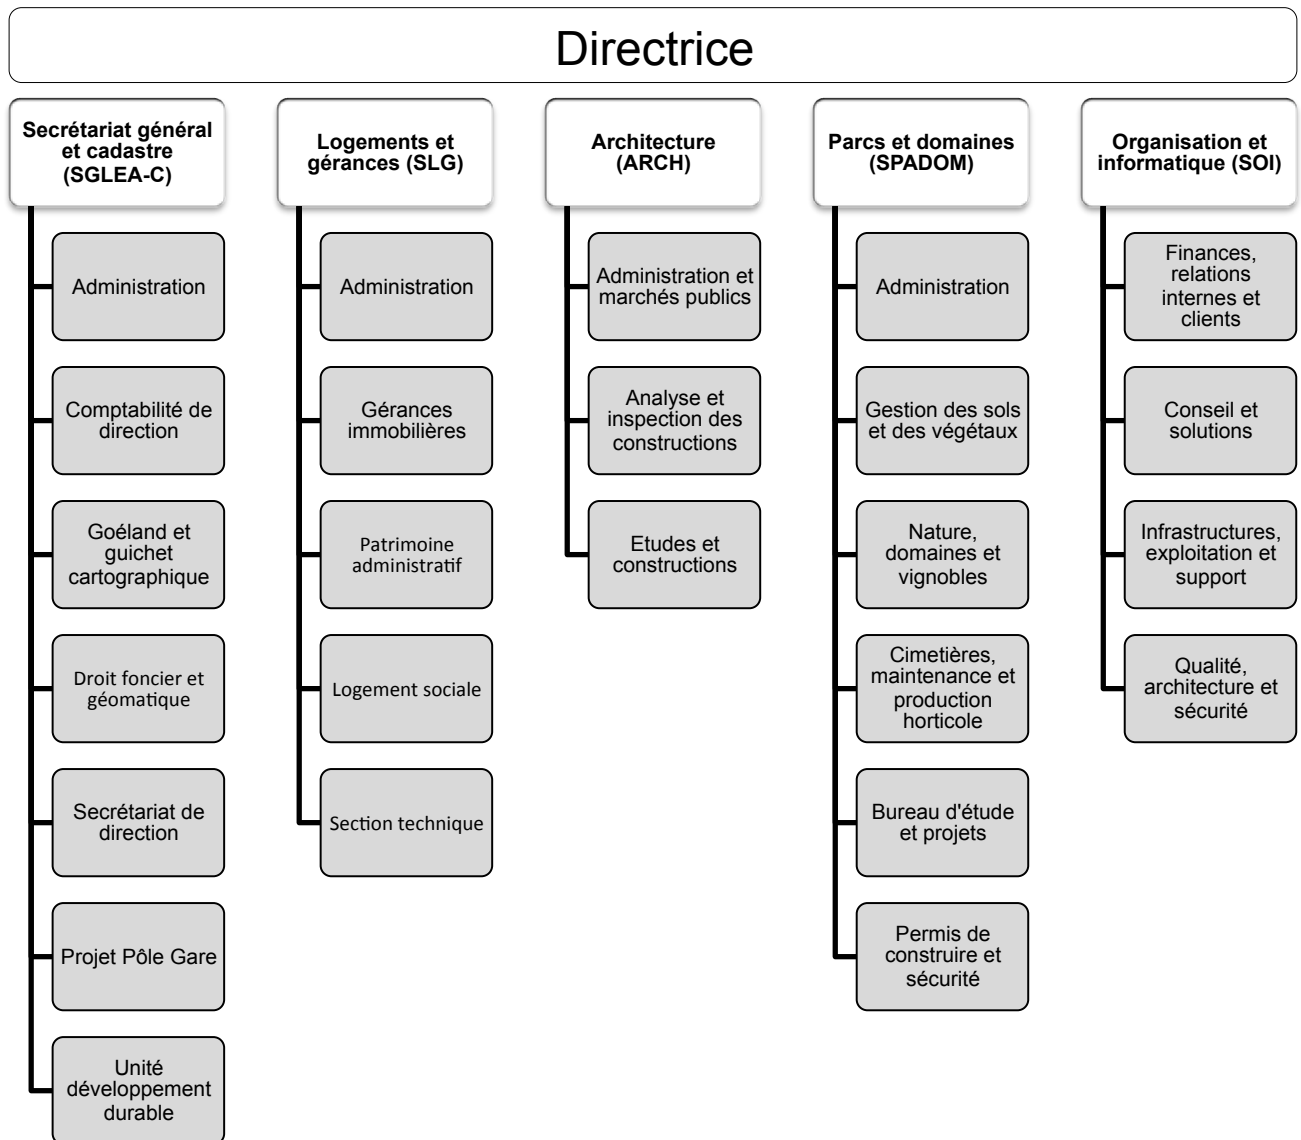 Directrice
Secrétariat général
et cadastre
(SGLEA-C)
Administration
Comptabilité de
direction
Goéland et
guichet
cartographique
Droit foncier et
géomatique
Secrétariat de
direction
Projet Pôle Gare
Unité
développement
durable
Logements et
gérances (SLG)
Administration
Gérances
immobilières
Patrimoine
administratif
Logement sociale
Section technique
Architecture
(ARCH)
Administration et
marchés publics
Analyse et
inspection des
constructions
Etudes et
constructions
Parcs et domaines
(SPADOM)
Administration
Gestion des sols
et des végétaux
Nature,
domaines et
vignobles
Cimetières,
maintenance et
production
horticole
Bureau d'étude
et projets
Permis de
construire et
sécurité
Organisation et
informatique (SOI)
Finances,
relations
internes et
clients
Conseil et
solutions
Infrastructures,
exploitation et
support
Qualité,
architecture et
sécurité